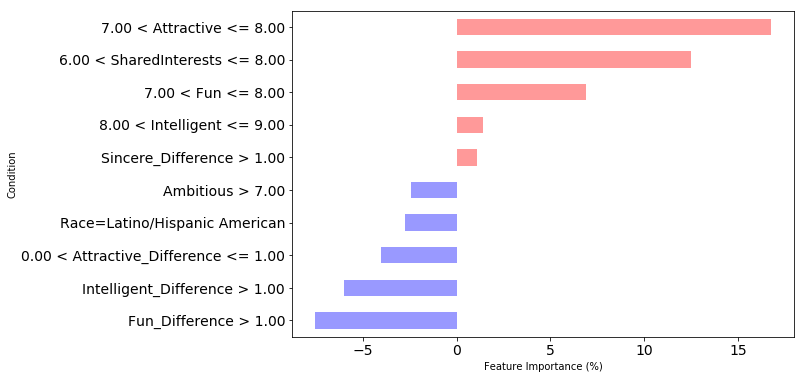 7.00 < Attractive <= 8.00
6.00 < SharedInterests <= 8.00
7.00 < Fun <= 8.00
8.00 < Intelligent <= 9.00
Sincere_Difference > 1.00
Ambitious > 7.00
Race=Latino/Hispanic American
0.00 < Attractive_Difference <= 1.00
Intelligent_Difference > 1.00
Fun_Difference > 1.00
Condition
−5 0 5 10 15
Feature Importance (%)